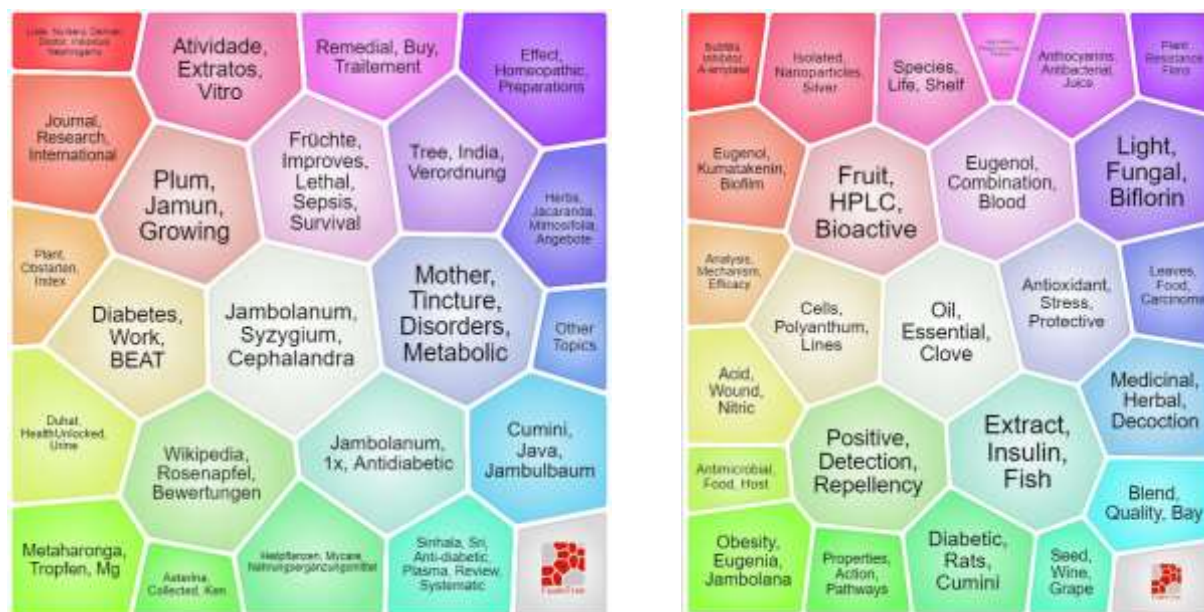 Atividade,
Extratos,
Vitro
Remedial, Buy,
Traitement
Effect,
Homeopathic,
Preparations
Journal,
Research,
International
Plum,
Jamun,
Growing
Früchte,
Improves,
Lethal,
Sepsis,
Survival
Tree, India,
Verordnung
Herbs,
Jacaranda,
Mimosifolia,
Angebote
Plant,
Obstarten,
Index
Diabetes,
Work,
BEAT
Jambolanum,
Syzygium,
Cephalandra
Mother,
Tincture,
Disorders,
Metabolic
Other
Topics
Duhat,
HealthUnlocked,
Urine
Wikipedia,
Rosenapfel,
Bewertungen
Jambolanum,
1x, Antidiabetic
Cumini,
Java,
Jambulbaum
Metaharonga,
Tropfen, Mg
Asterina,
Collected, Ken
Heilpflanzen, Mycare,
Nahrungsergänzungsmittel
Sinhala, Sri,
Anti-diabetic,
Plasma, Review,
Systematic
Subtilis,
Inhibitor,
Α-amylase
Isolated,
Nanoparticles,
Silver
Species,
Life, Shelf
Anthocyanins,
Antibacterial,
Juice
Plant,
Resistance,
Films
Eugenol,
Kumatakenin,
Biofilm
Fruit,
HPLC,
Bioactive
Eugenol,
Combination,
Blood
Light,
Fungal,
Biflorin
Analysis,
Mechanism,
Efficacy
Cells,
Polyanthum,
Lines
Oil,
Essential,
Clove
Antioxidant,
Stress,
Protective
Leaves,
Food,
Carcinoma
Acid,
Wound,
Nitric
Positive,
Detection,
Repellency
Extract,
Insulin,
Fish
Medicinal,
Herbal,
Decoction
Antimicrobial,
Food, Host
Blend,
Quality, Bay
Obesity,
Eugenia,
Jambolana
Properties,
Action,
Pathways
Diabetic,
Rats,
Cumini
Seed,
Wine,
Grape